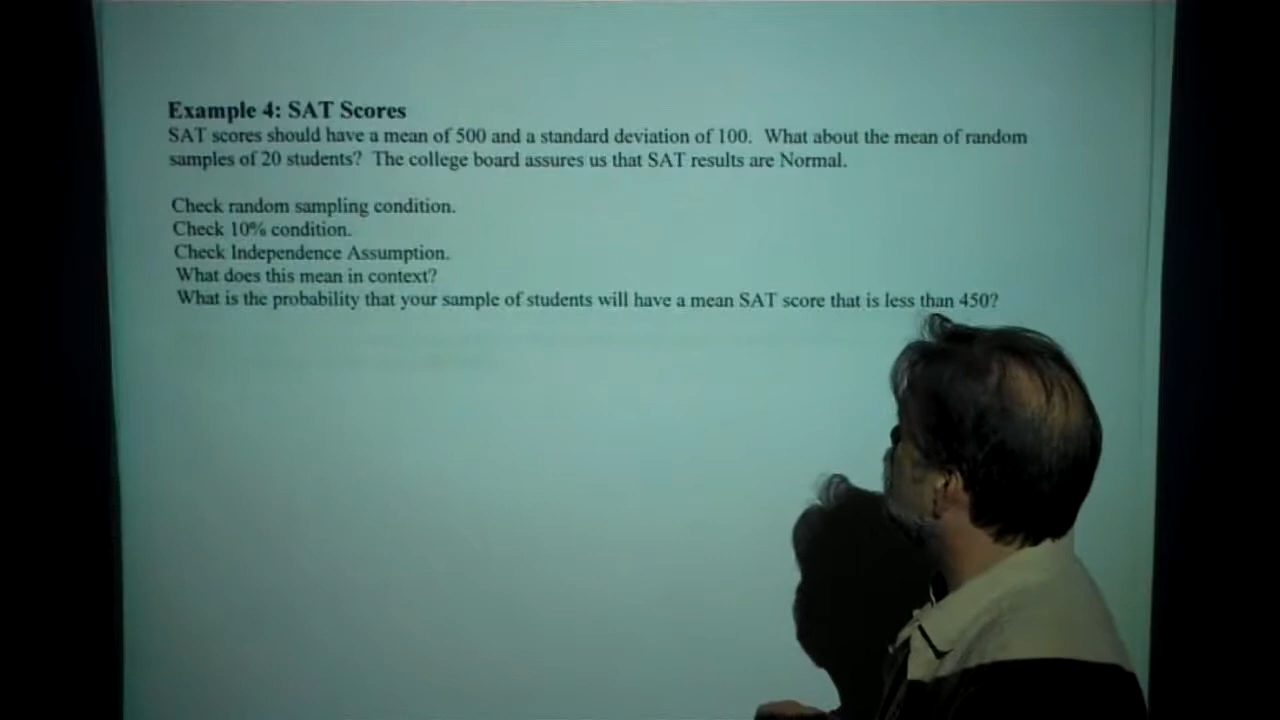 Example 4: SAT Scores
SAT scores should have a mean of 500 and a standard deviation of 100. What about the mean of random
samples of 20 students? The college board assures us that SAT results are Normal.
Check random sampling condition.
Check 10% condition.
Check Independence Assumption.
What does this mean in context?
What is the probability that your sample of students will have a mean SAT score that is less than 450?